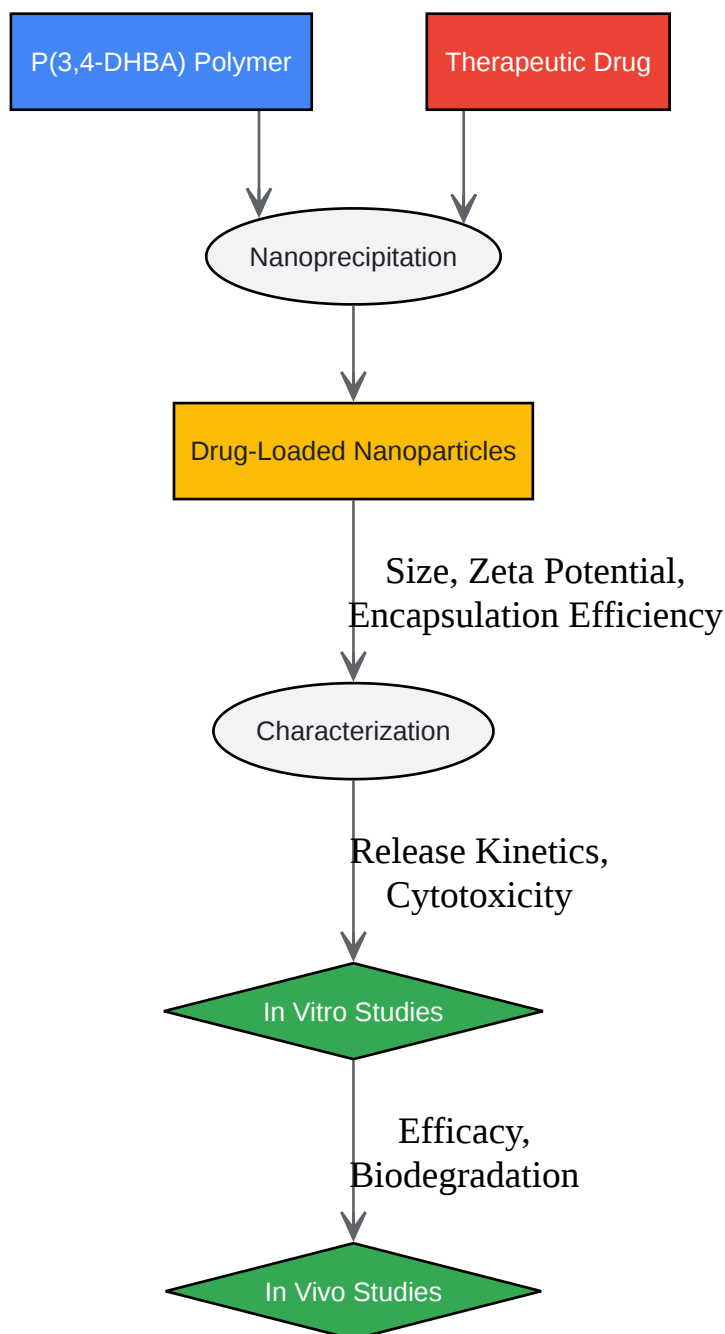 P(3,4-DHBA) Polymer
Therapeutic Drug
Nanoprecipitation
Drug-Loaded Nanoparticles
Size, Zeta Potential,
Encapsulation Efficiency
Characterization
Release Kinetics,
Cytotoxicity
In Vitro Studies
Efficacy,
Biodegradation
In Vivo Studies